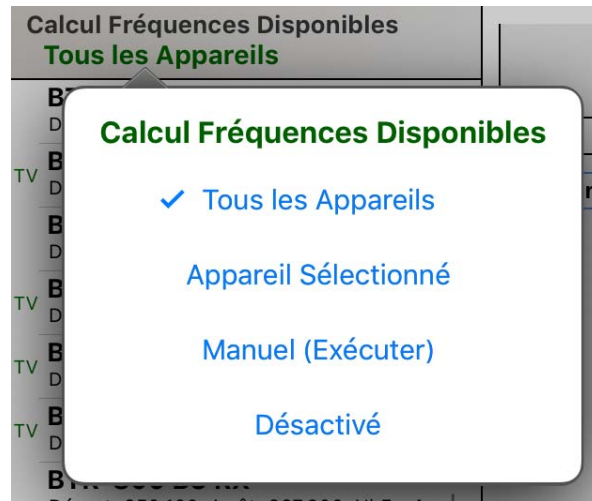 Calcul Fréquences Disponibles
Tous les Appareils
B
D
Calcul Fréquences Disponibles
TV B
D
✓ Tous les Appareils
B
D
Appareil Sélectionné
TV B
D
Manuel (Exécuter)
TV B
D
TV B
D
Désactivé